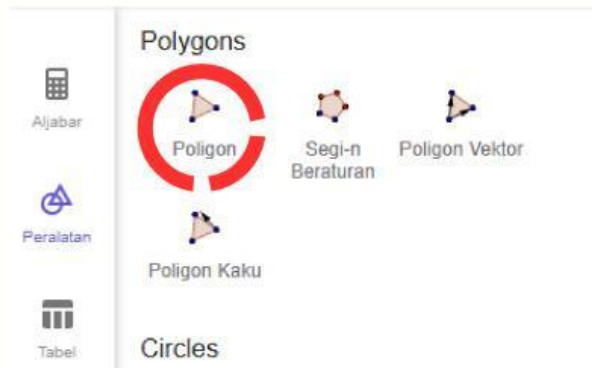 Polygons
Aljabar
Poligon
Segi-n
Beraturan
Poligon Vektor
Peralatan
Poligon Kaku
Tabel
Circles